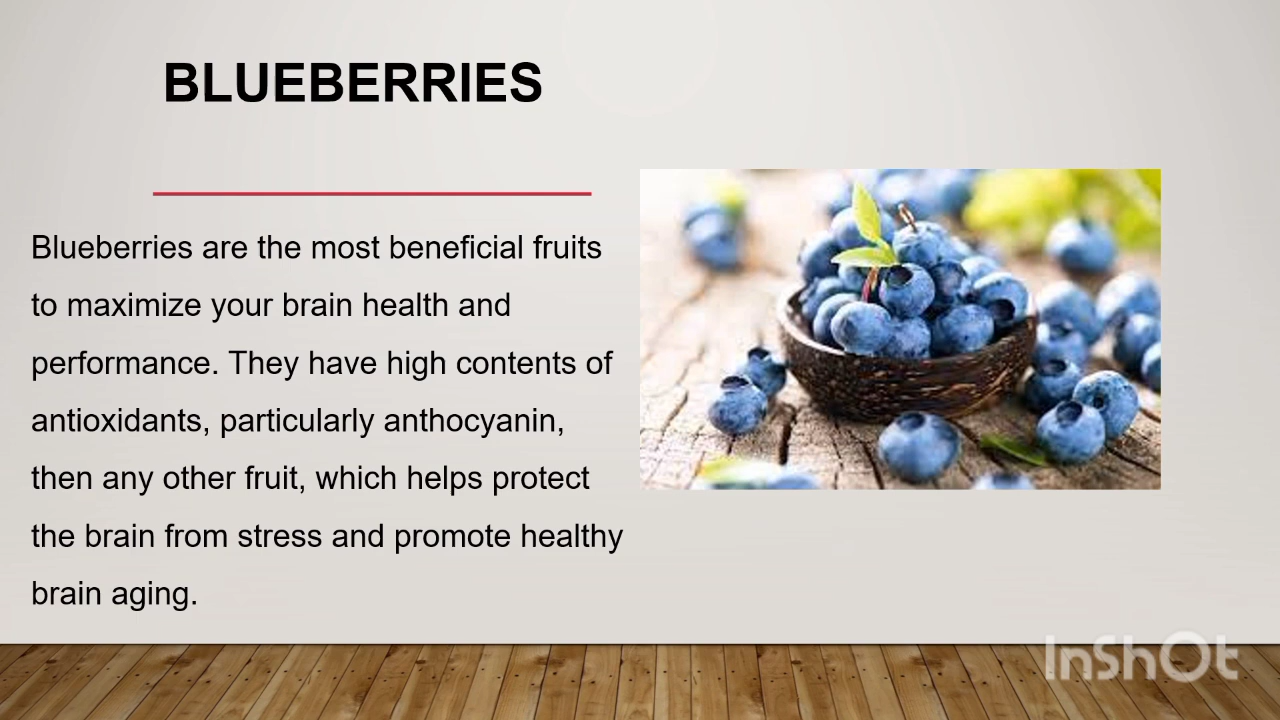 BLUEBERRIES
Blueberries are the most beneficial fruits
to maximize your brain health and
performance. They have high contents of
antioxidants, particularly anthocyanin,
then any other fruit, which helps protect
the brain from stress and promote healthy
brain aging.
InShOt